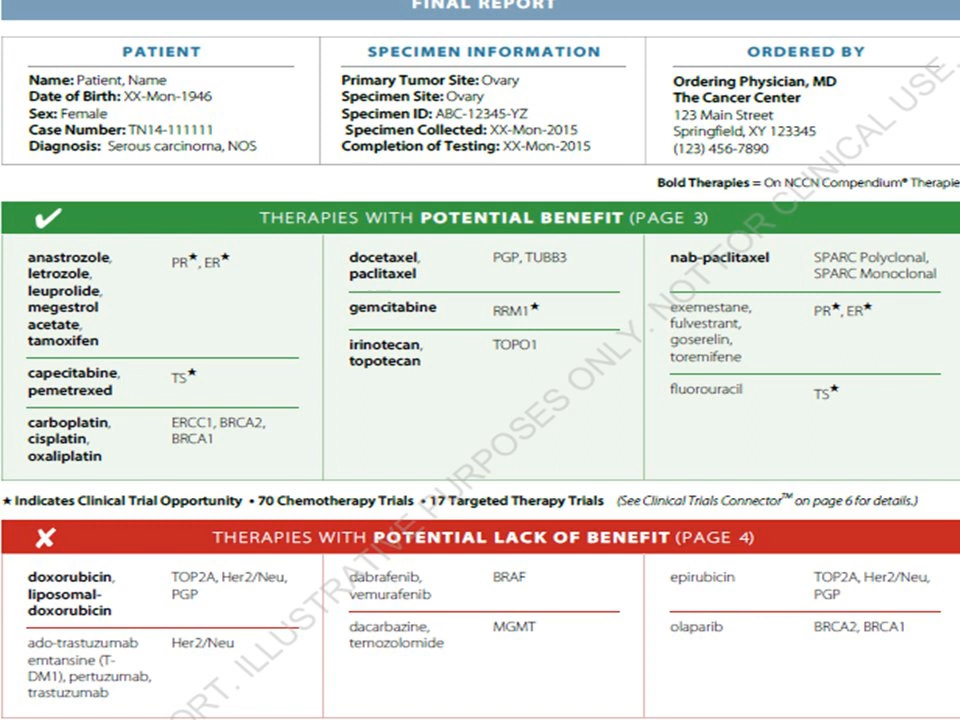 FINAL REPORT
PATIENT
Name: Patient, Name
Date of Birth: XX-Mon-1946
Sex: Female
Case Number: TN14-111111
Diagnosis: Serous carcinoma, NOS
SPECIMEN INFORMATION
Primary Tumor Site: Ovary
Specimen Site: Ovary
Specimen ID: ABC-12345-YZ
Specimen Collected: XX-Mon-2015
Completion of Testing: XX-Mon-2015
ORDERED BY
Ordering Physician, MD
The Cancer Center
123 Main Street
Springfield, XY 123345
(123) 456-7890
Bold Therapies = On NCCN Compendium® Therapie
THERAPIES WITH POTENTIAL BENEFIT (PAGE 3)
anastrozole,
letrozole,
leuprolide,
megestrol
acetate,
tamoxifen
PR★, ER★
capecitabine,
pemetrexed
TS★
carboplatin,
cisplatin,
oxaliplatin
ERCC1, BRCA2,
BRCA1
docetaxel,
paclitaxel
PGP, TUBB3
gemcitabine
RRM1★
irinotecan,
topotecan
TOPO1
nab-paclitaxel
SPARC Polyclonal,
SPARC Monoclonal
exemestane,
fulvestrant,
goserelin,
toremifene
PR★, ER★
fluorouracil
TS★
★ Indicates Clinical Trial Opportunity • 70 Chemotherapy Trials • 17 Targeted Therapy Trials (See Clinical Trials Connector™ on page 6 for details.)
THERAPIES WITH POTENTIAL LACK OF BENEFIT (PAGE 4)
doxorubicin,
liposomal-
doxorubicin
TOP2A, Her2/Neu,
PGP
ado-trastuzumab
emtansine (T-
DM1), pertuzumab,
trastuzumab
Her2/Neu
dabrafenib,
vemurafenib
BRAF
dacarbazine,
temozolomide
MGMT
epirubicin
TOP2A, Her2/Neu,
PGP
olaparib
BRCA2, BRCA1
ORT. ILLUSTRATIVE PURPOSES ONLY. NOT FOR CLINICAL USE.